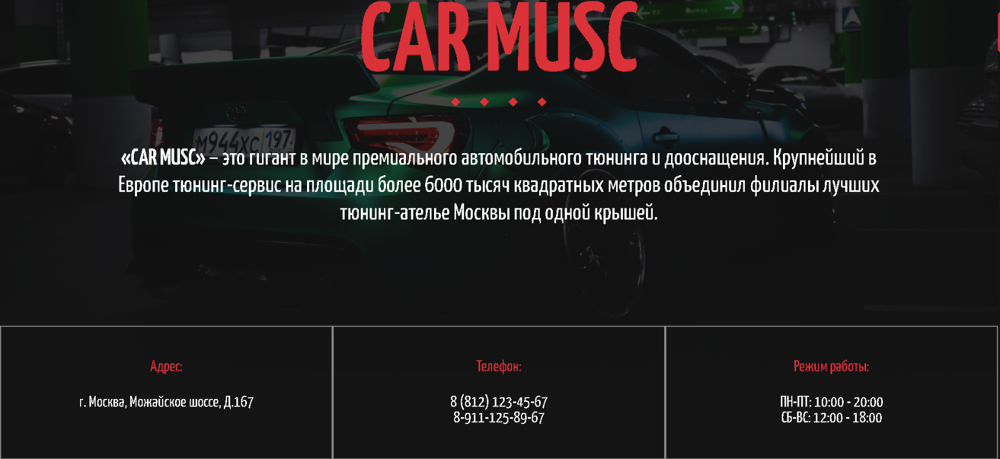 CAR MUSC
P2
М944ХС 197
«CAR MUSC» – это гигант в мире премиального автомобильного тюнинга и дооснащения. Крупнейший в
Европе тюнинг-сервис на площади более 6000 тысяч квадратных метров объединил филиалы лучших
тюнинг-ателье Москвы под одной крышей.
Адрес:
г. Москва, Можайское шоссе, Д.167
Телефон:
8 (812) 123-45-67
8-911-125-89-67
Режим работы:
ПН-ПТ: 10:00 - 20:00
СБ-ВС: 12:00 - 18:00